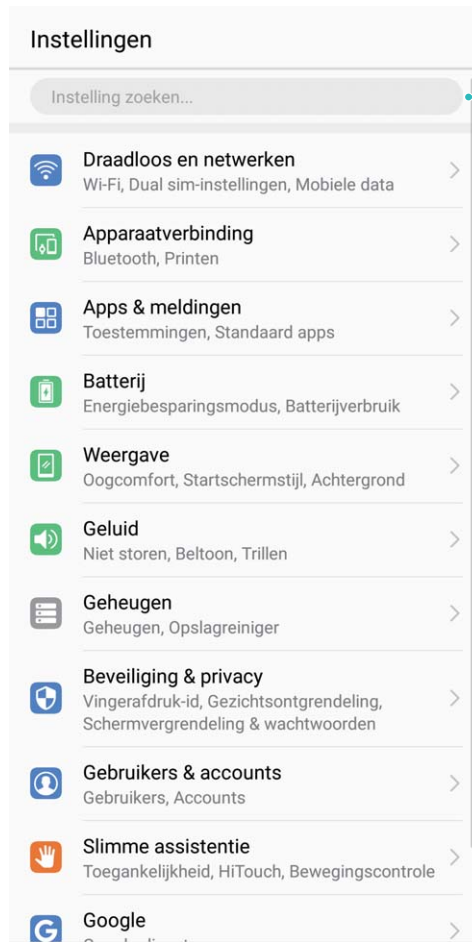 Instellingen
Instelling zoeken...
Draadloos en netwerken
Wi-Fi, Dual sim-instellingen, Mobiele data
Apparaatverbinding
Bluetooth, Printen
Apps & meldingen
Toestemmingen, Standaard apps
Batterij
Energiebesparingsmodus, Batterijverbruik
Weergave
Oogcomfort, Startschermstijl, Achtergrond
Geluid
Niet storen, Beltoon, Trillen
Geheugen
Geheugen, Opslagreiniger
Beveiliging & privacy
Vingerafdruk-id, Gezichtsontgrendeling,
Schermvergrendeling & wachtwoorden
Gebruikers & accounts
Gebruikers, Accounts
Slimme assistentie
Toegankelijkheid, HiTouch, Bewegingscontrole
Google